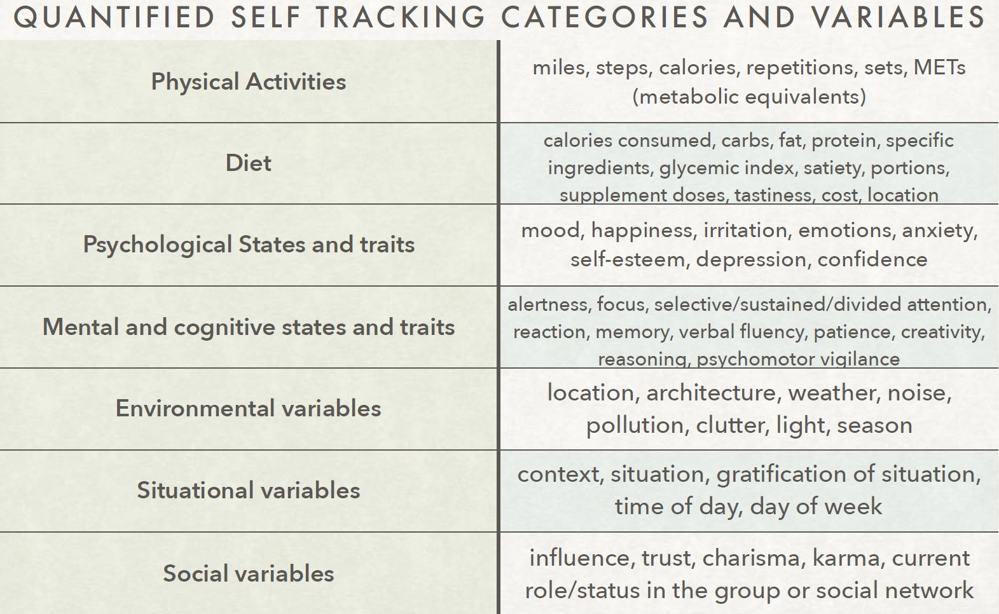 QUANTIFIED SELF TRACKING CATEGORIES AND VARIABLES
Physical Activities
miles, steps, calories, repetitions, sets, METs
(metabolic equivalents)
Diet
calories consumed, carbs, fat, protein, specific
ingredients, glycemic index, satiety, portions,
supplement doses, tastiness, cost, location
Psychological States and traits
mood, happiness, irritation, emotions, anxiety,
self-esteem, depression, confidence
Mental and cognitive states and traits
alertness, focus, selective/sustained/divided attention,
reaction, memory, verbal fluency, patience, creativity,
reasoning, psychomotor vigilance
Environmental variables
location, architecture, weather, noise,
pollution, clutter, light, season
Situational variables
context, situation, gratification of situation,
time of day, day of week
Social variables
influence, trust, charisma, karma, current
role/status in the group or social network